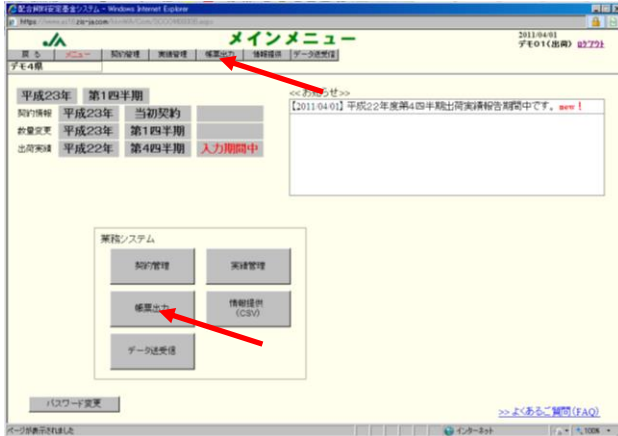 配合飼料安定基金システム - Windows Internet Explorer
メインメニュー
2011/04/01
デモ01(出荷) ログアウト
戻る メニュー 契約管理 実績管理 帳票出力 情報提供 データ送受信
デモ4県
平成23年 第1四半期
契約情報 平成23年 当初契約
数量変更 平成23年 第1四半期
出荷実績 平成22年 第4四半期 入力期間中
<<お知らせ>>
【2011/04/01】平成22年度第4四半期出荷実績報告期間中です。 new!
業務システム
契約管理 実績管理
帳票出力 情報提供
(CSV)
データ送受信
パスワード変更
>>よくあるご質問(FAQ)
ページが表示されました
インターネット 100%